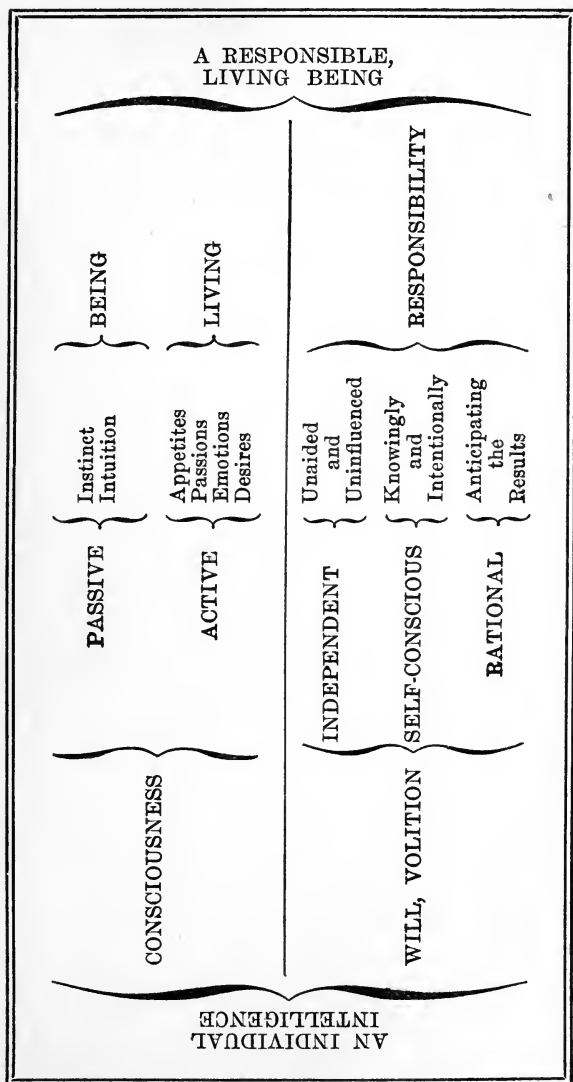 AN INDIVIDUAL
INTELLIGENCE
CONSCIOUSNESS
PASSIVE
Instinct
Intuition
BEING
ACTIVE
Appetites
Passions
Emotions
Desires
LIVING
WILL, VOLITION
INDEPENDENT
Unaided
and
Uninfluenced
SELF-CONSCIOUS
Knowingly
and
Intentionally
RATIONAL
Anticipating
the
Results
RESPONSIBILITY
A RESPONSIBLE,
LIVING BEING